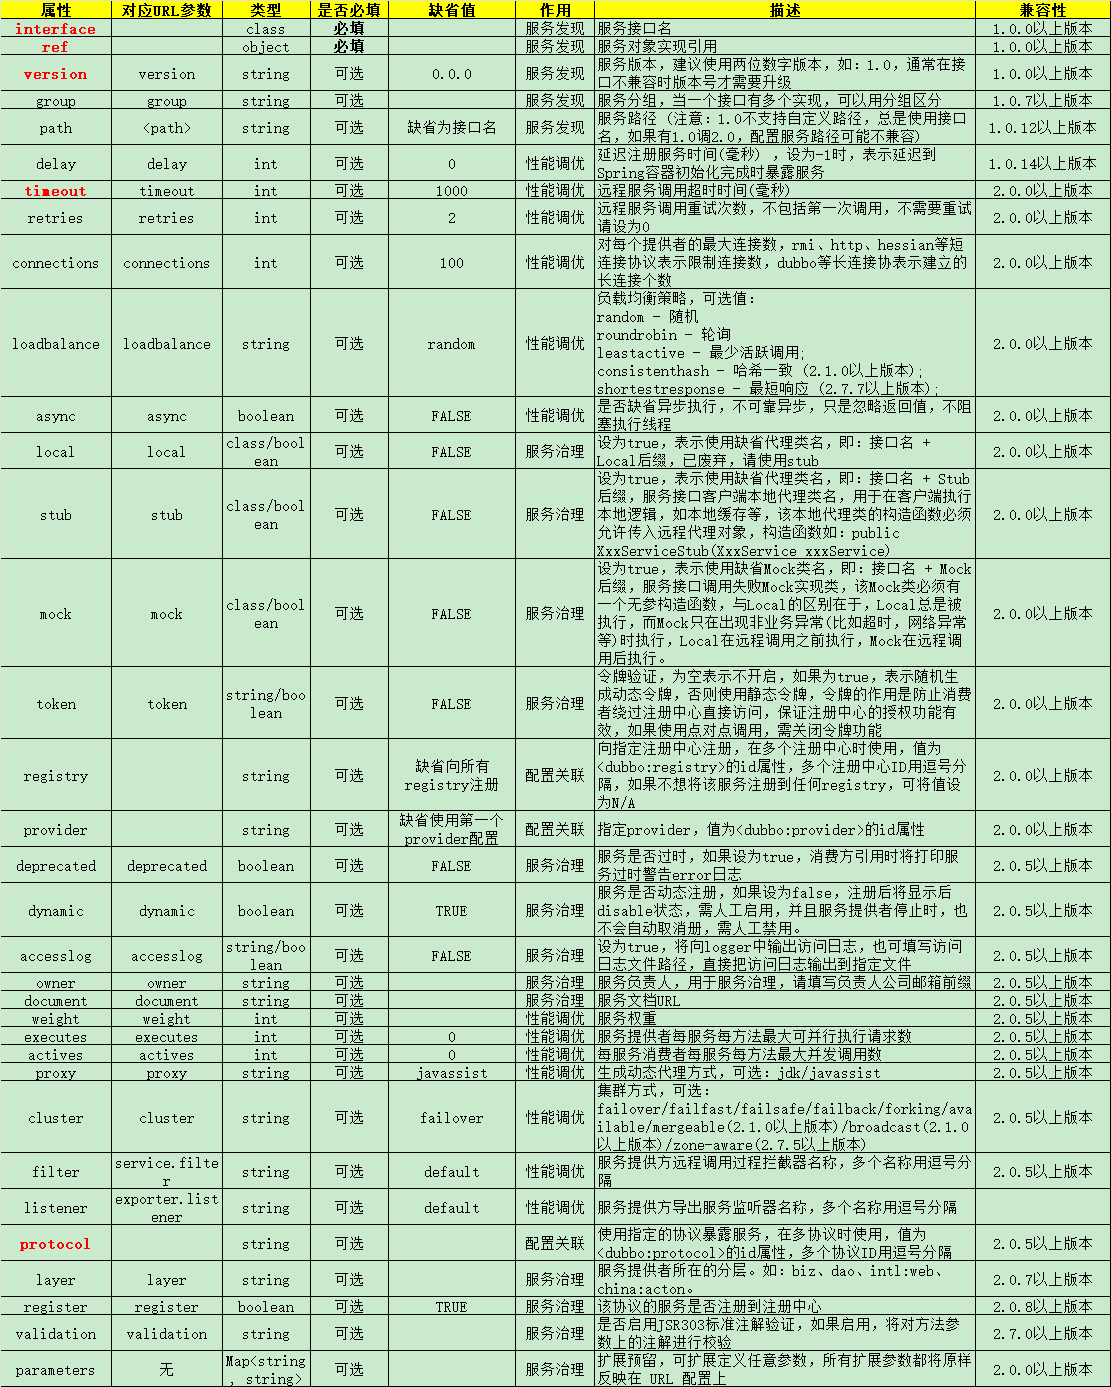 属性 对应URL参数 类型 是否必填 缺省值 作用 描述 兼容性
interface class 必填 服务发现 服务接口名 1.0.0以上版本
ref object 必填 服务发现 服务对象实现引用 1.0.0以上版本
version version string 可选 0.0.0 服务发现 服务版本，建议使用两位数字版本，如：1.0，通常在接
口不兼容时版本号才需要升级 1.0.0以上版本
group group string 可选 服务发现 服务分组，当一个接口有多个实现，可以用分组区分 1.0.7以上版本
path <path> string 可选 缺省为接口名 服务发现 服务路径 (注意：1.0不支持自定义路径，总是使用接口
名，如果有1.0调2.0，配置服务路径可能不兼容) 1.0.12以上版本
delay delay int 可选 0 性能调优 延迟注册服务时间(毫秒) ，设为-1时，表示延迟到
Spring容器初始化完成时暴露服务 1.0.14以上版本
timeout timeout int 可选 1000 性能调优 远程服务调用超时时间(毫秒) 2.0.0以上版本
retries retries int 可选 2 性能调优 远程服务调用重试次数，不包括第一次调用，不需要重试
请设为0 2.0.0以上版本
connections connections int 可选 100 性能调优 对每个提供者的最大连接数，rmi、http、hessian等短
连接协议表示限制连接数，dubbo等长连接协表示建立的
长连接个数 2.0.0以上版本
loadbalance loadbalance string 可选 random 性能调优 负载均衡策略，可选值：
random - 随机
roundrobin - 轮询
leastactive - 最少活跃调用;
consistenthash - 哈希一致 (2.1.0以上版本);
shortestresponse - 最短响应 (2.7.7以上版本); 2.0.0以上版本
async async boolean 可选 FALSE 性能调优 是否缺省异步执行，不可靠异步，只是忽略返回值，不阻
塞执行线程 2.0.0以上版本
local local class/bool
ean 可选 FALSE 服务治理 设为true，表示使用缺省代理类名，即：接口名 +
Local后缀，已废弃，请使用stub 2.0.0以上版本
stub stub class/bool
ean 可选 FALSE 服务治理 设为true，表示使用缺省代理类名，即：接口名 + Stub
后缀，服务接口客户端本地代理类名，用于在客户端执行
本地逻辑，如本地缓存等，该本地代理类的构造函数必须
允许传入远程代理对象，构造函数如：public
XxxServiceStub(XxxService xxxService) 2.0.0以上版本
mock mock class/bool
ean 可选 FALSE 服务治理 设为true，表示使用缺省Mock类名，即：接口名 + Mock
后缀，服务接口调用失败Mock实现类，该Mock类必须有
一个无参构造函数，与Local的区别在于，Local总是被
执行，而Mock只在出现非业务异常(比如超时，网络异常
等)时执行，Local在远程调用之前执行，Mock在远程调
用后执行。 2.0.0以上版本
token token string/boo
lean 可选 FALSE 服务治理 令牌验证，为空表示不开启，如果为true，表示随机生
成动态令牌，否则使用静态令牌，令牌的作用是防止消费
者绕过注册中心直接访问，保证注册中心的授权功能有
效，如果使用点对点调用，需关闭令牌功能 2.0.0以上版本
registry string 可选 缺省向所有
registry注册 配置关联 向指定注册中心注册，在多个注册中心时使用，值为
<dubbo:registry>的id属性，多个注册中心ID用逗号分
隔，如果不想将该服务注册到任何registry，可将值设
为N/A 2.0.0以上版本
provider string 可选 缺省使用第一个
provider配置 配置关联 指定provider，值为<dubbo:provider>的id属性 2.0.0以上版本
deprecated deprecated boolean 可选 FALSE 服务治理 服务是否过时，如果设为true，消费方引用时将打印服
务过时警告error日志 2.0.5以上版本
dynamic dynamic boolean 可选 TRUE 服务治理 服务是否动态注册，如果设为false，注册后将显示后
disable状态，需人工启用，并且服务提供者停止时，也
不会自动取消册，需人工禁用。 2.0.5以上版本
accesslog accesslog string/boo
lean 可选 FALSE 服务治理 设为true，将向logger中输出访问日志，也可填写访问
日志文件路径，直接把访问日志输出到指定文件 2.0.5以上版本
owner owner string 可选 服务治理 服务负责人，用于服务治理，请填写负责人公司邮箱前缀 2.0.5以上版本
document document string 可选 服务治理 服务文档URL 2.0.5以上版本
weight weight int 可选 性能调优 服务权重 2.0.5以上版本
executes executes int 可选 0 性能调优 服务提供者每服务每方法最大可并行执行请求数 2.0.5以上版本
actives actives int 可选 0 性能调优 每服务消费者每服务每方法最大并发调用数 2.0.5以上版本
proxy proxy string 可选 javassist 性能调优 生成动态代理方式，可选：jdk/javassist 2.0.5以上版本
cluster cluster string 可选 failover 性能调优 集群方式，可选：
failover/failfast/failsafe/failback/forking/ava
ilable/mergeable(2.1.0以上版本)/broadcast(2.1.0
以上版本)/zone-aware(2.7.5以上版本) 2.0.5以上版本
filter service.filte
r string 可选 default 性能调优 服务提供方远程调用过程拦截器名称，多个名称用逗号分
隔 2.0.5以上版本
listener exporter.list
ener string 可选 default 性能调优 服务提供方导出服务监听器名称，多个名称用逗号分隔
protocol string 可选 配置关联 使用指定的协议暴露服务，在多协议时使用，值为
<dubbo:protocol>的id属性，多个协议ID用逗号分隔 2.0.5以上版本
layer layer string 可选 服务治理 服务提供者所在的分层。如：biz、dao、intl:web、
china:acton。 2.0.7以上版本
register register boolean 可选 TRUE 服务治理 该协议的服务是否注册到注册中心 2.0.8以上版本
validation validation string 可选 服务治理 是否启用JSR303标准注解验证，如果启用，将对方法参
数上的注解进行校验 2.7.0以上版本
parameters 无 Map<string
, string> 可选 服务治理 扩展预留，可扩展定义任意参数，所有扩展参数都将原样
反映在 URL 配置上 2.0.0以上版本